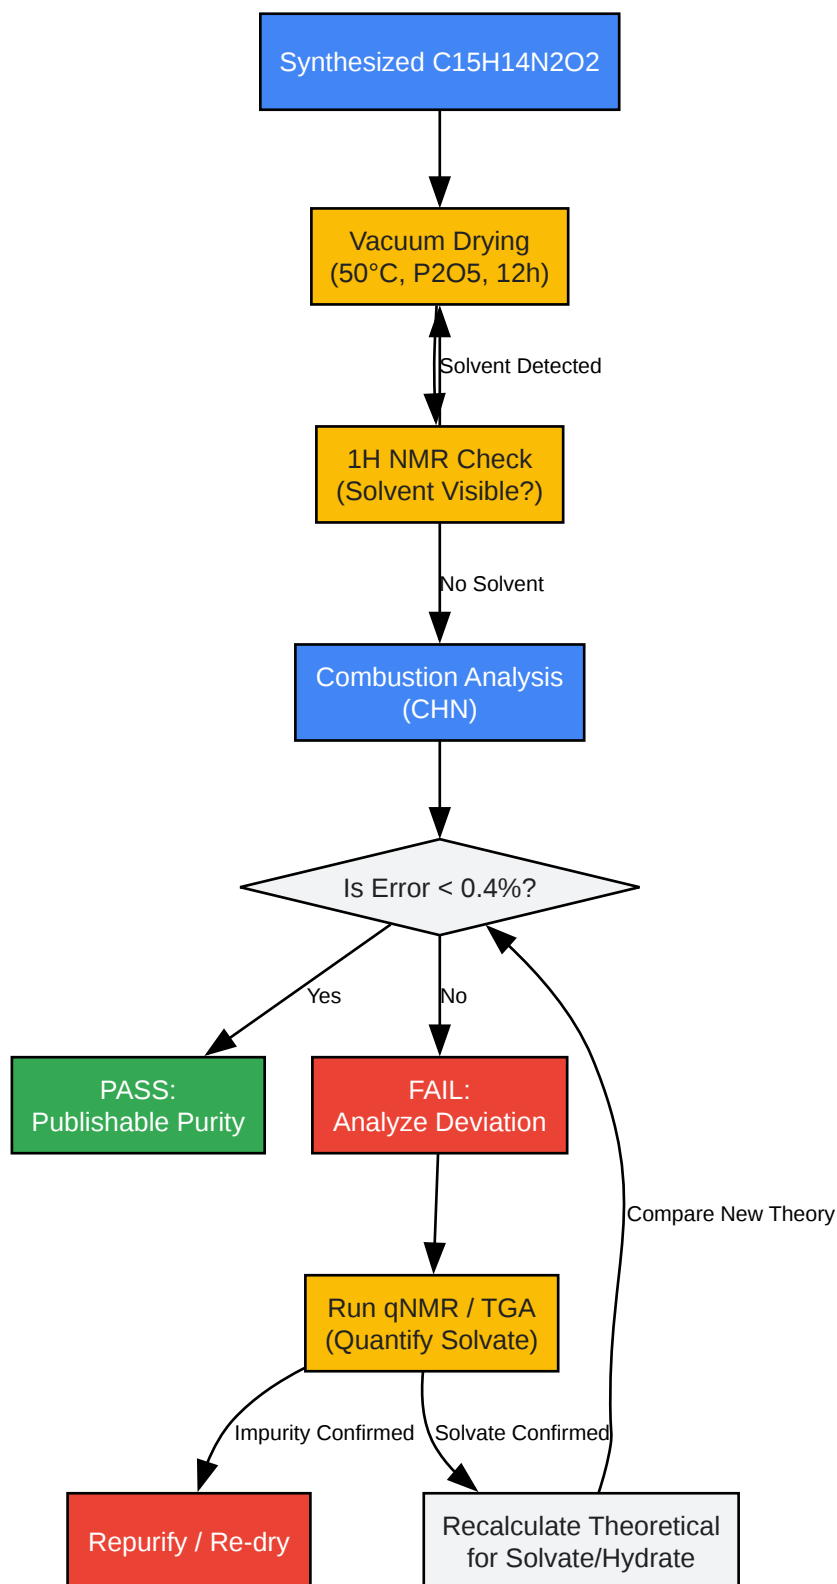 Synthesized C15H14N2O2
Vacuum Drying
(50°C, P2O5, 12h)
Solvent Detected
1H NMR Check
(Solvent Visible?)
No Solvent
Combustion Analysis
(CHN)
Is Error < 0.4%?
Yes
No
PASS:
Publishable Purity
FAIL:
Analyze Deviation
Compare New Theory
Run qNMR / TGA
(Quantify Solvate)
Impurity Confirmed
Solvate Confirmed
Repurify / Re-dry
Recalculate Theoretical
for Solvate/Hydrate